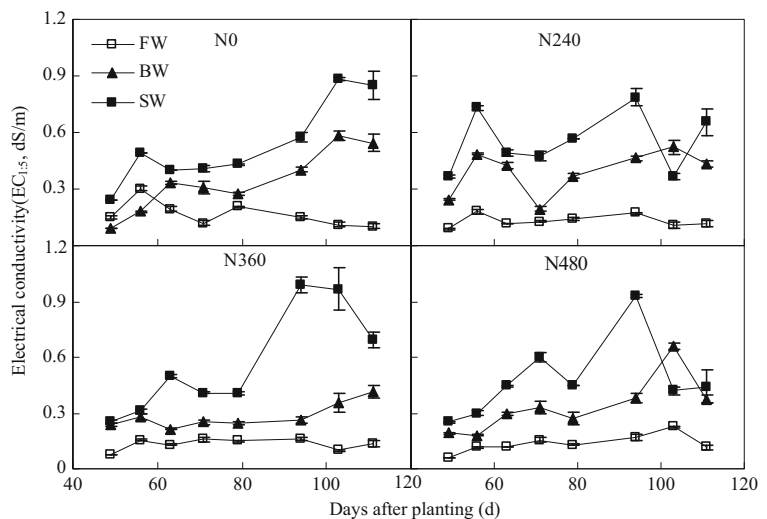 1.2
0.9
0.6
0.3
0
1.2
0.9
0.6
0.3
0
Electrical conductivity(EC1:5, dS/m)
FW
BW
SW
N0
N240
N360
N480
40 60 80 100 120
60 80 100 120
Days after planting (d)